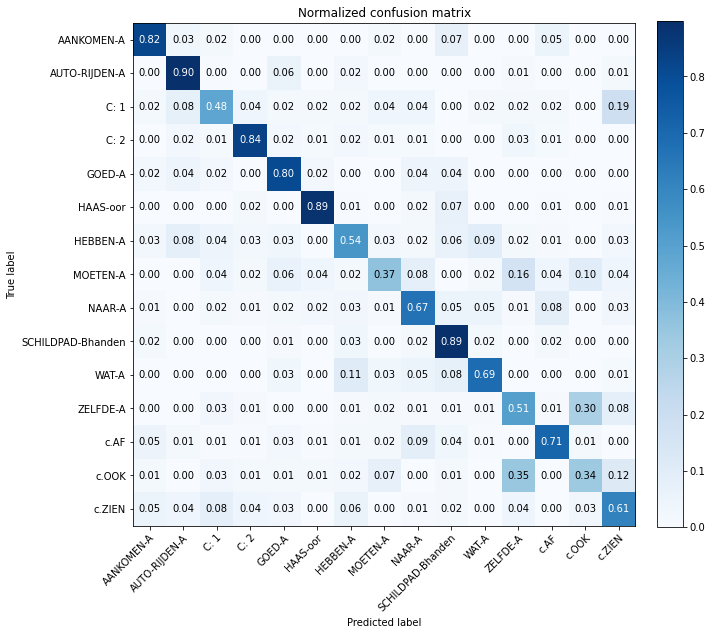 Normalized confusion matrix
True label
AANKOMEN-A 0.82 0.03 0.02 0.00 0.00 0.00 0.00 0.02 0.00 0.07 0.00 0.00 0.05 0.00 0.00
AUTO-RIJDEN-A 0.00 0.90 0.00 0.00 0.06 0.00 0.02 0.00 0.00 0.00 0.00 0.01 0.00 0.00 0.01
C: 1 0.02 0.08 0.48 0.04 0.02 0.02 0.02 0.04 0.04 0.00 0.02 0.02 0.02 0.00 0.19
C: 2 0.00 0.02 0.01 0.84 0.02 0.01 0.02 0.01 0.01 0.00 0.00 0.03 0.01 0.00 0.00
GOED-A 0.02 0.04 0.02 0.00 0.80 0.02 0.00 0.00 0.04 0.04 0.00 0.00 0.00 0.00 0.00
HAAS-oor 0.00 0.00 0.00 0.02 0.00 0.89 0.01 0.00 0.02 0.07 0.00 0.00 0.01 0.00 0.01
HEBBEN-A 0.03 0.08 0.04 0.03 0.03 0.00 0.54 0.03 0.02 0.06 0.09 0.02 0.01 0.00 0.03
MOETEN-A 0.00 0.00 0.04 0.02 0.06 0.04 0.02 0.37 0.08 0.00 0.02 0.16 0.04 0.10 0.04
NAAR-A 0.01 0.00 0.02 0.01 0.02 0.02 0.03 0.01 0.67 0.05 0.05 0.01 0.08 0.00 0.03
SCHILDPAD-Bhanden 0.02 0.00 0.00 0.00 0.01 0.00 0.03 0.00 0.02 0.89 0.02 0.00 0.02 0.00 0.00
WAT-A 0.00 0.00 0.00 0.00 0.03 0.00 0.11 0.03 0.05 0.08 0.69 0.00 0.00 0.00 0.01
ZELFDE-A 0.00 0.00 0.03 0.01 0.00 0.00 0.01 0.02 0.01 0.01 0.01 0.51 0.01 0.30 0.08
c.AF 0.05 0.01 0.01 0.01 0.03 0.01 0.01 0.02 0.09 0.04 0.01 0.00 0.71 0.01 0.00
c.OOK 0.01 0.00 0.03 0.01 0.01 0.01 0.02 0.07 0.00 0.01 0.00 0.35 0.00 0.34 0.12
c.ZIEN 0.05 0.04 0.08 0.04 0.03 0.00 0.06 0.00 0.01 0.02 0.00 0.04 0.00 0.03 0.61
AANKOMEN-A AUTO-RIJDEN-A C: 1 C: 2 GOED-A HAAS-oor HEBBEN-A MOETEN-A NAAR-A SCHILDPAD-Bhanden WAT-A ZELFDE-A c.AF c.OOK c.ZIEN
Predicted label
0.8
0.7
0.6
0.5
0.4
0.3
0.2
0.1
0.0